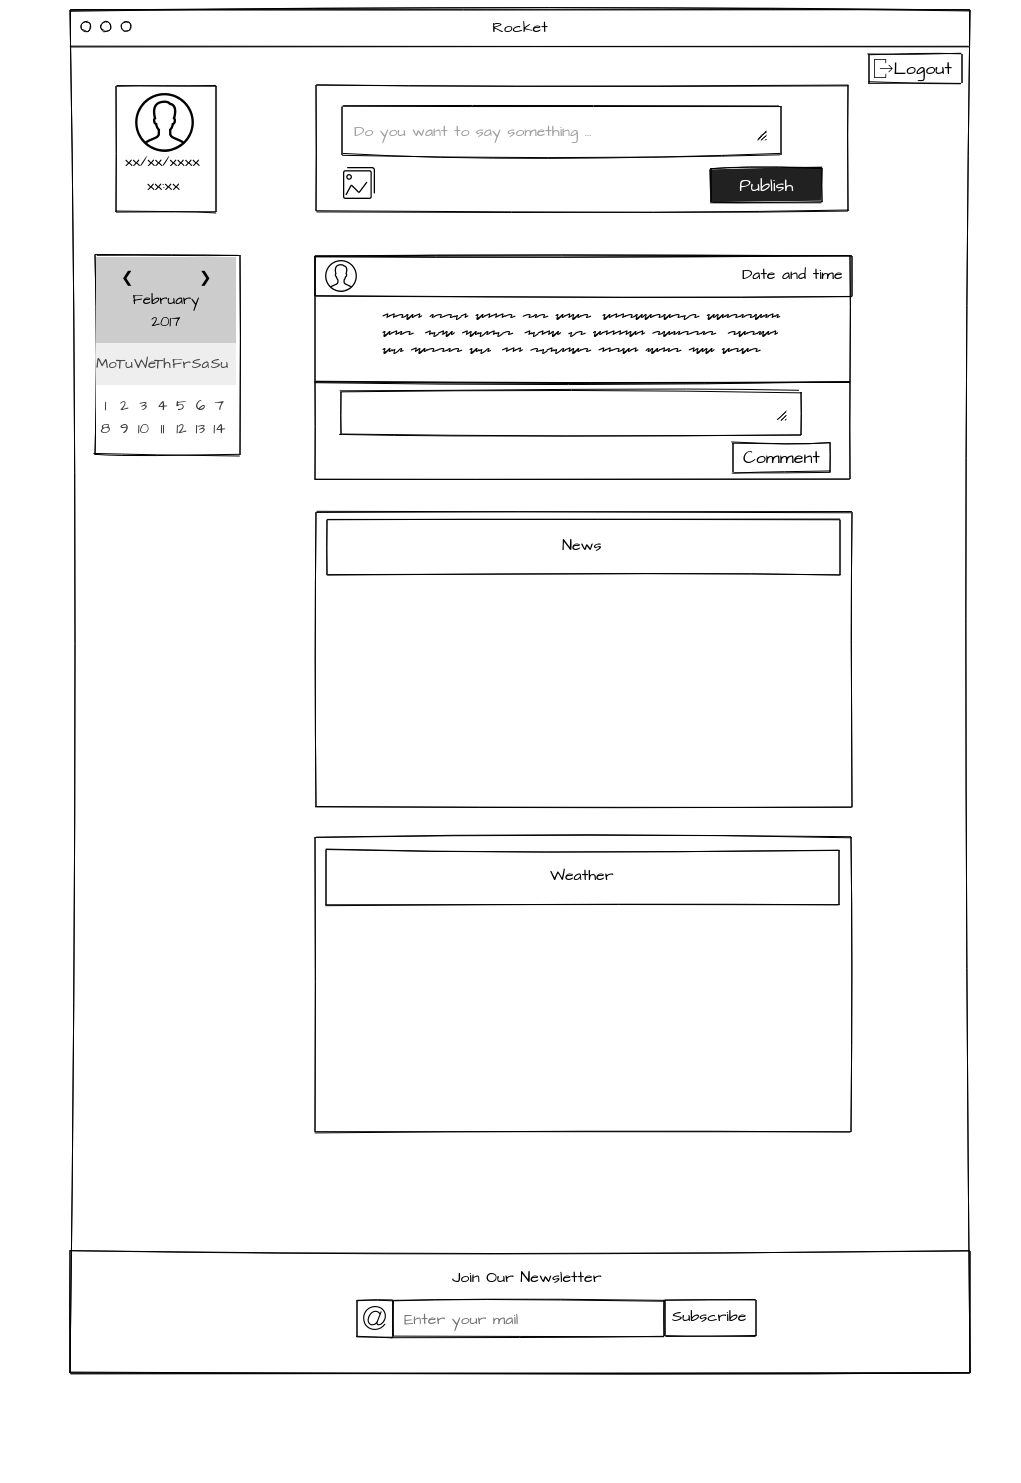 Rocket
Logout
xx/xx/xxxx
xx:xx
Do you want to say something ...
Publish
❮ ❯
February
2017
MoTuWeThFrSaSu
1 2 3 4 5 6 7
8 9 10 11 12 13 14
Date and time
Comment
News
Weather
Join Our Newsletter
@ Enter your mail Subscribe